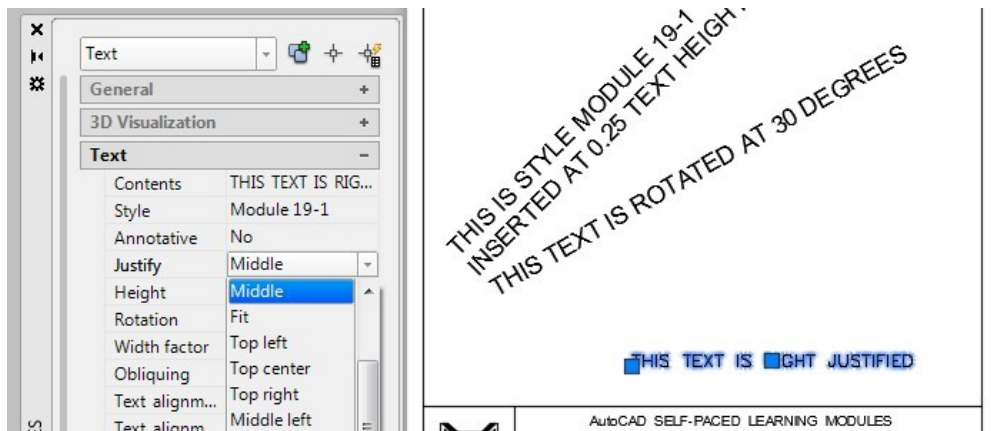 Text
General
3D Visualization
Text
Contents THIS TEXT IS RIG...
Style Module 19-1
Annotative No
Justify Middle
Height Middle
Rotation Fit
Width factor Top left
Obliquing Top center
Text alignm... Top right
Text alignm Middle left
THIS IS STYLE MODULE 19-1
INSERTED AT 0.25 TEXT HEIGH
THIS TEXT IS ROTATED AT 30 DEGREES
THIS TEXT IS GHT JUSTIFIED
AutoCAD SELF-PACED LEARNING MODULES